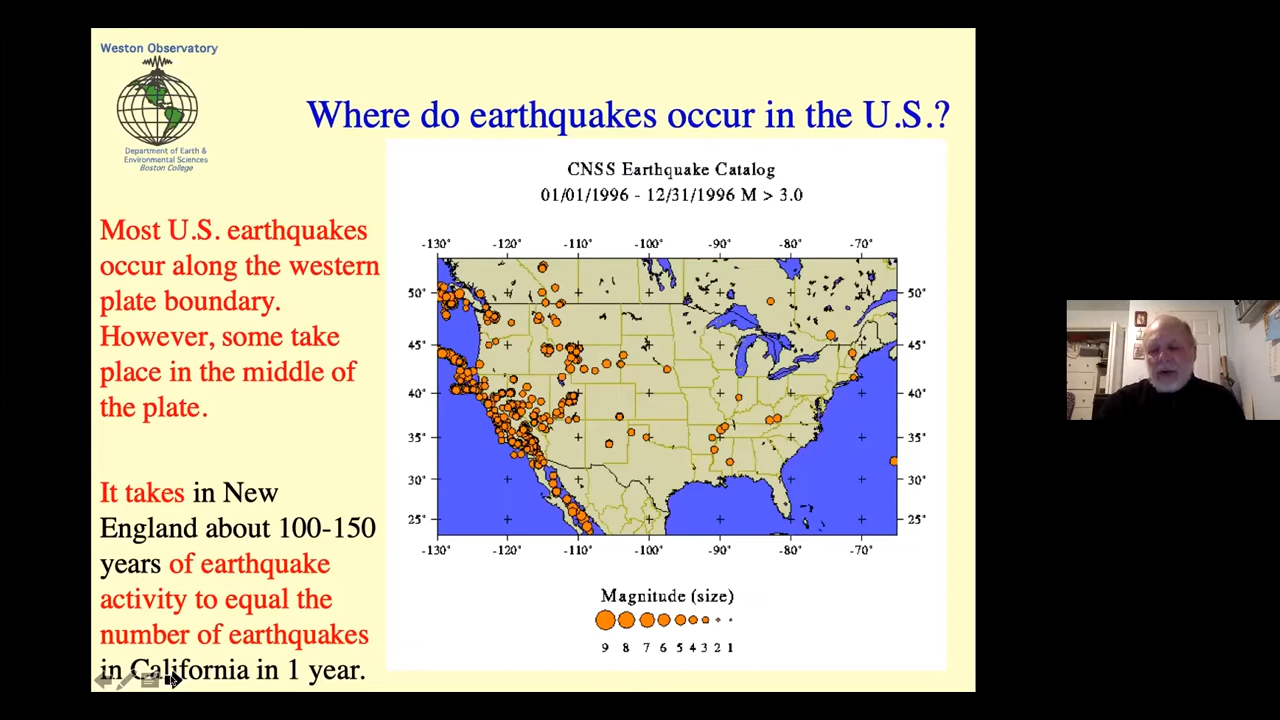 Weston Observatory
Department of Earth &
Environmental Sciences
Boston College
Where do earthquakes occur in the U.S.?
Most U.S. earthquakes
occur along the western
plate boundary.
However, some take
place in the middle of
the plate.
It takes in New
England about 100-150
years of earthquake
activity to equal the
number of earthquakes
in California in 1 year.
CNSS Earthquake Catalog
01/01/1996 - 12/31/1996 M > 3.0
-130° -120° -110° -100° -90° -80° -70°
50° 50°
45° 45°
40° 40°
35° 35°
30° 30°
25° 25°
-130° -120° -110° -100° -90° -80° -70°
Magnitude (size)
9 8 7 6 5 4 3 2 1